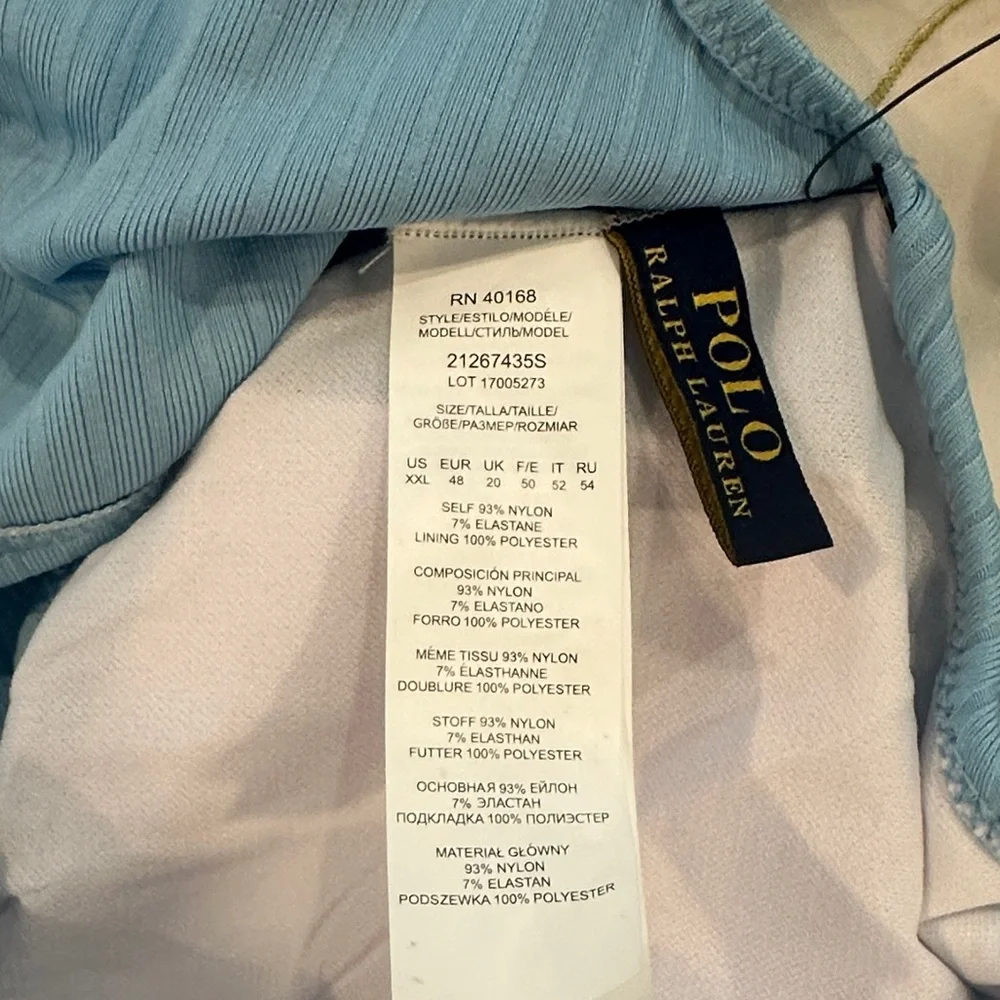 RN 40168
STYLE/ESTILO/MODÉLE/
MODELL/СТИЛЬ/MODEL
21267435S
LOT 17005273
SIZE/TALLA/TAILLE/
GRÖßE/РАЗМЕР/ROZMIAR
US EUR UK F/E IT RU
XXL 48 20 50 52 54
SELF 93% NYLON
7% ELASTANE
LINING 100% POLYESTER
COMPOSICIÓN PRINCIPAL
93% NYLON
7% ELASTANO
FORRO 100% POLYESTER
MÉME TISSU 93% NYLON
7% ÉLASTHANNE
DOUBLURE 100% POLYESTER
STOFF 93% NYLON
7% ELASTHAN
FUTTER 100% POLYESTER
ОСНОВНАЯ 93% ЕЙЛОН
7% ЭЛАСТАН
ПОДКЛАДКА 100% ПОЛИЭСТЕР
MATERIAŁ GŁÓWNY
93% NYLON
7% ELASTAN
PODSZEWKA 100% POLYESTER
POLO
RALPH LAUREN